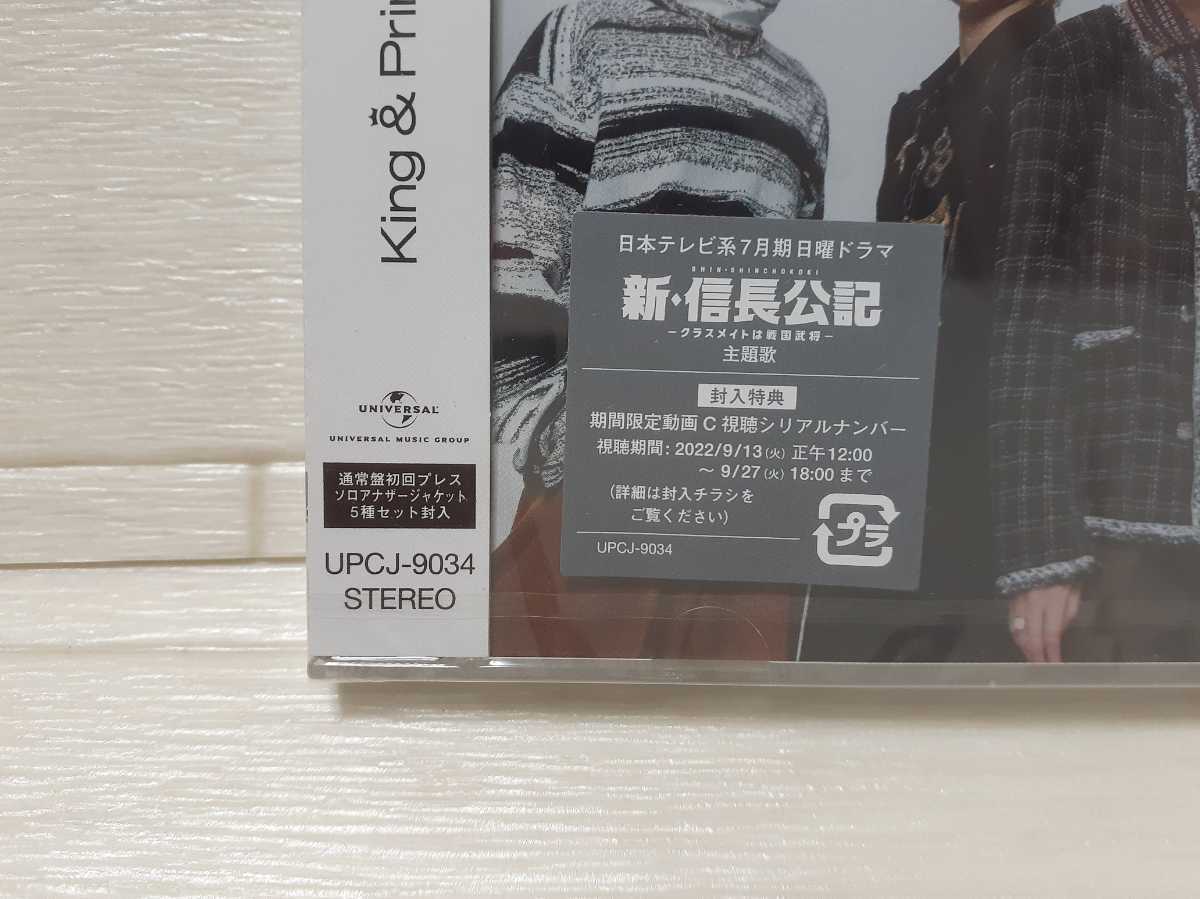 King & Prin
UNIVERSAL
UNIVERSAL MUSIC GROUP
通常盤初回プレス
ソロアナザージャケット
5種セット封入
UPCJ-9034
STEREO
日本テレビ系7月期日曜ドラマ
SHIN・SHINCHOKOKI
新・信長公記
－クラスメイトは戦国武将－
主題歌
封入特典
期間限定動画C視聴シリアルナンバー
視聴期間：2022/9/13(火) 正午12:00
～ 9/27(火) 18:00 まで
（詳細は封入チラシを
ご覧ください）
プラ
UPCJ-9034